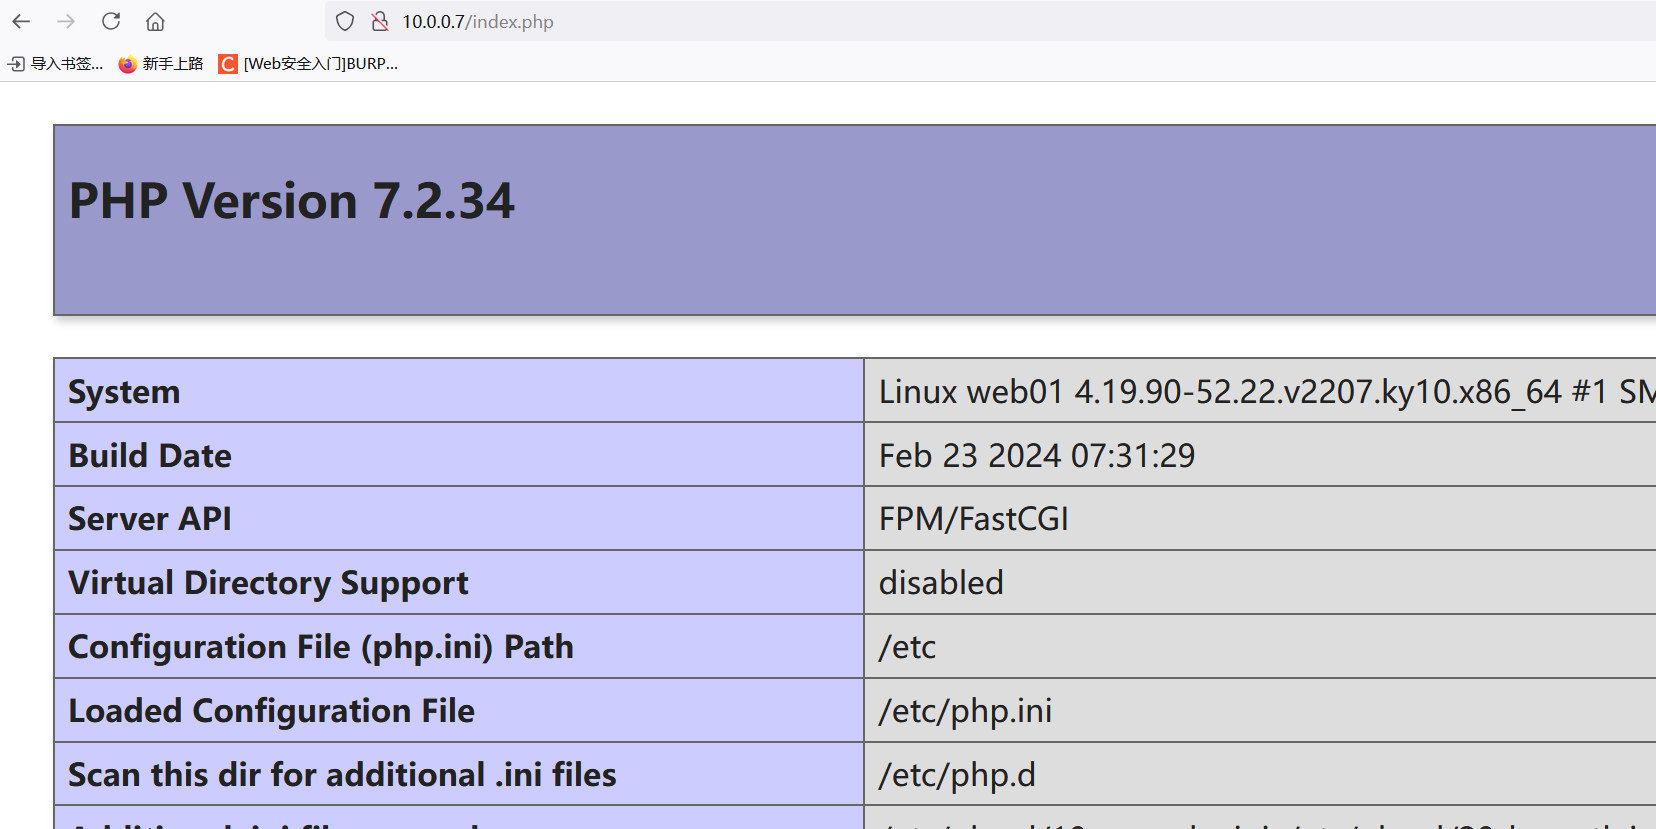 10.0.0.7/index.php
导入书签... 新手上路 [Web安全入门]BURP...
PHP Version 7.2.34
System Linux web01 4.19.90-52.22.v2207.ky10.x86_64 #1 SM
Build Date Feb 23 2024 07:31:29
Server API FPM/FastCGI
Virtual Directory Support disabled
Configuration File (php.ini) Path /etc
Loaded Configuration File /etc/php.ini
Scan this dir for additional .ini files /etc/php.d